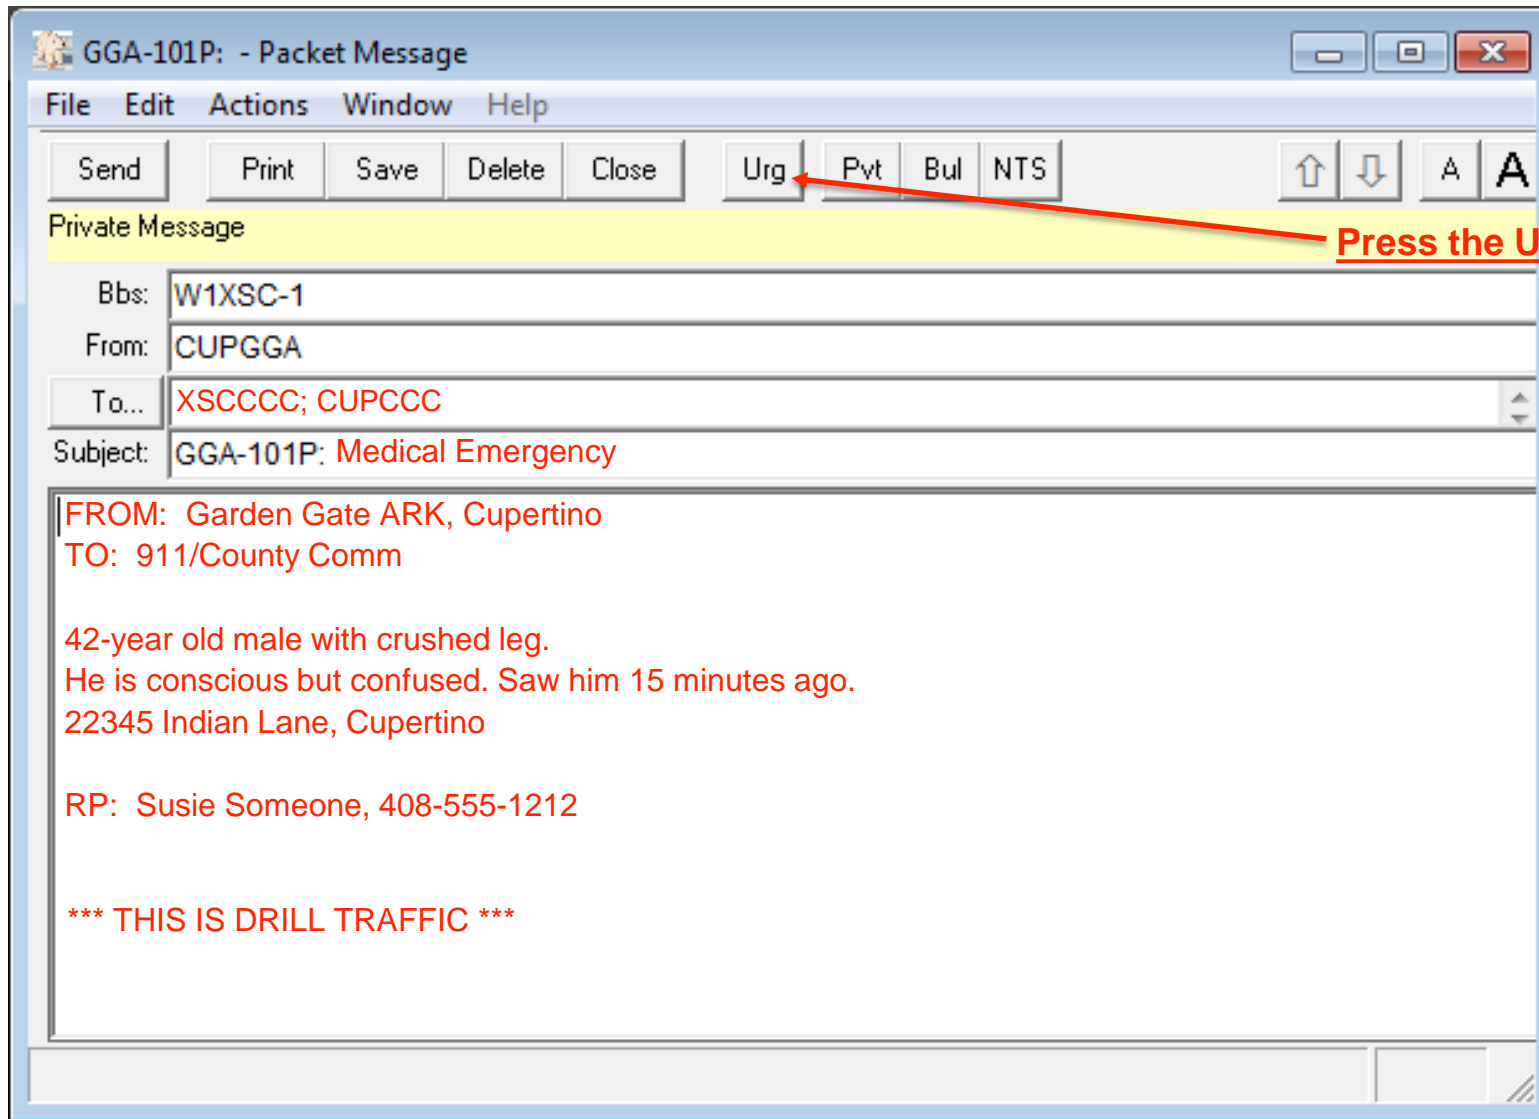 GGA-101P:  - Packet Message
File Edit Actions Window Help
Send Print Save Delete Close Urg Pvt Bul NTS A A
Private Message
Press the U
Bbs: W1XSC-1
From: CUPGGA
To... XSCCCC; CUPCCC
Subject: GGA-101P: Medical Emergency
FROM:  Garden Gate ARK, Cupertino
TO:  911/County Comm
42-year old male with crushed leg.
He is conscious but confused. Saw him 15 minutes ago.
22345 Indian Lane, Cupertino
RP:  Susie Someone, 408-555-1212
*** THIS IS DRILL TRAFFIC ***